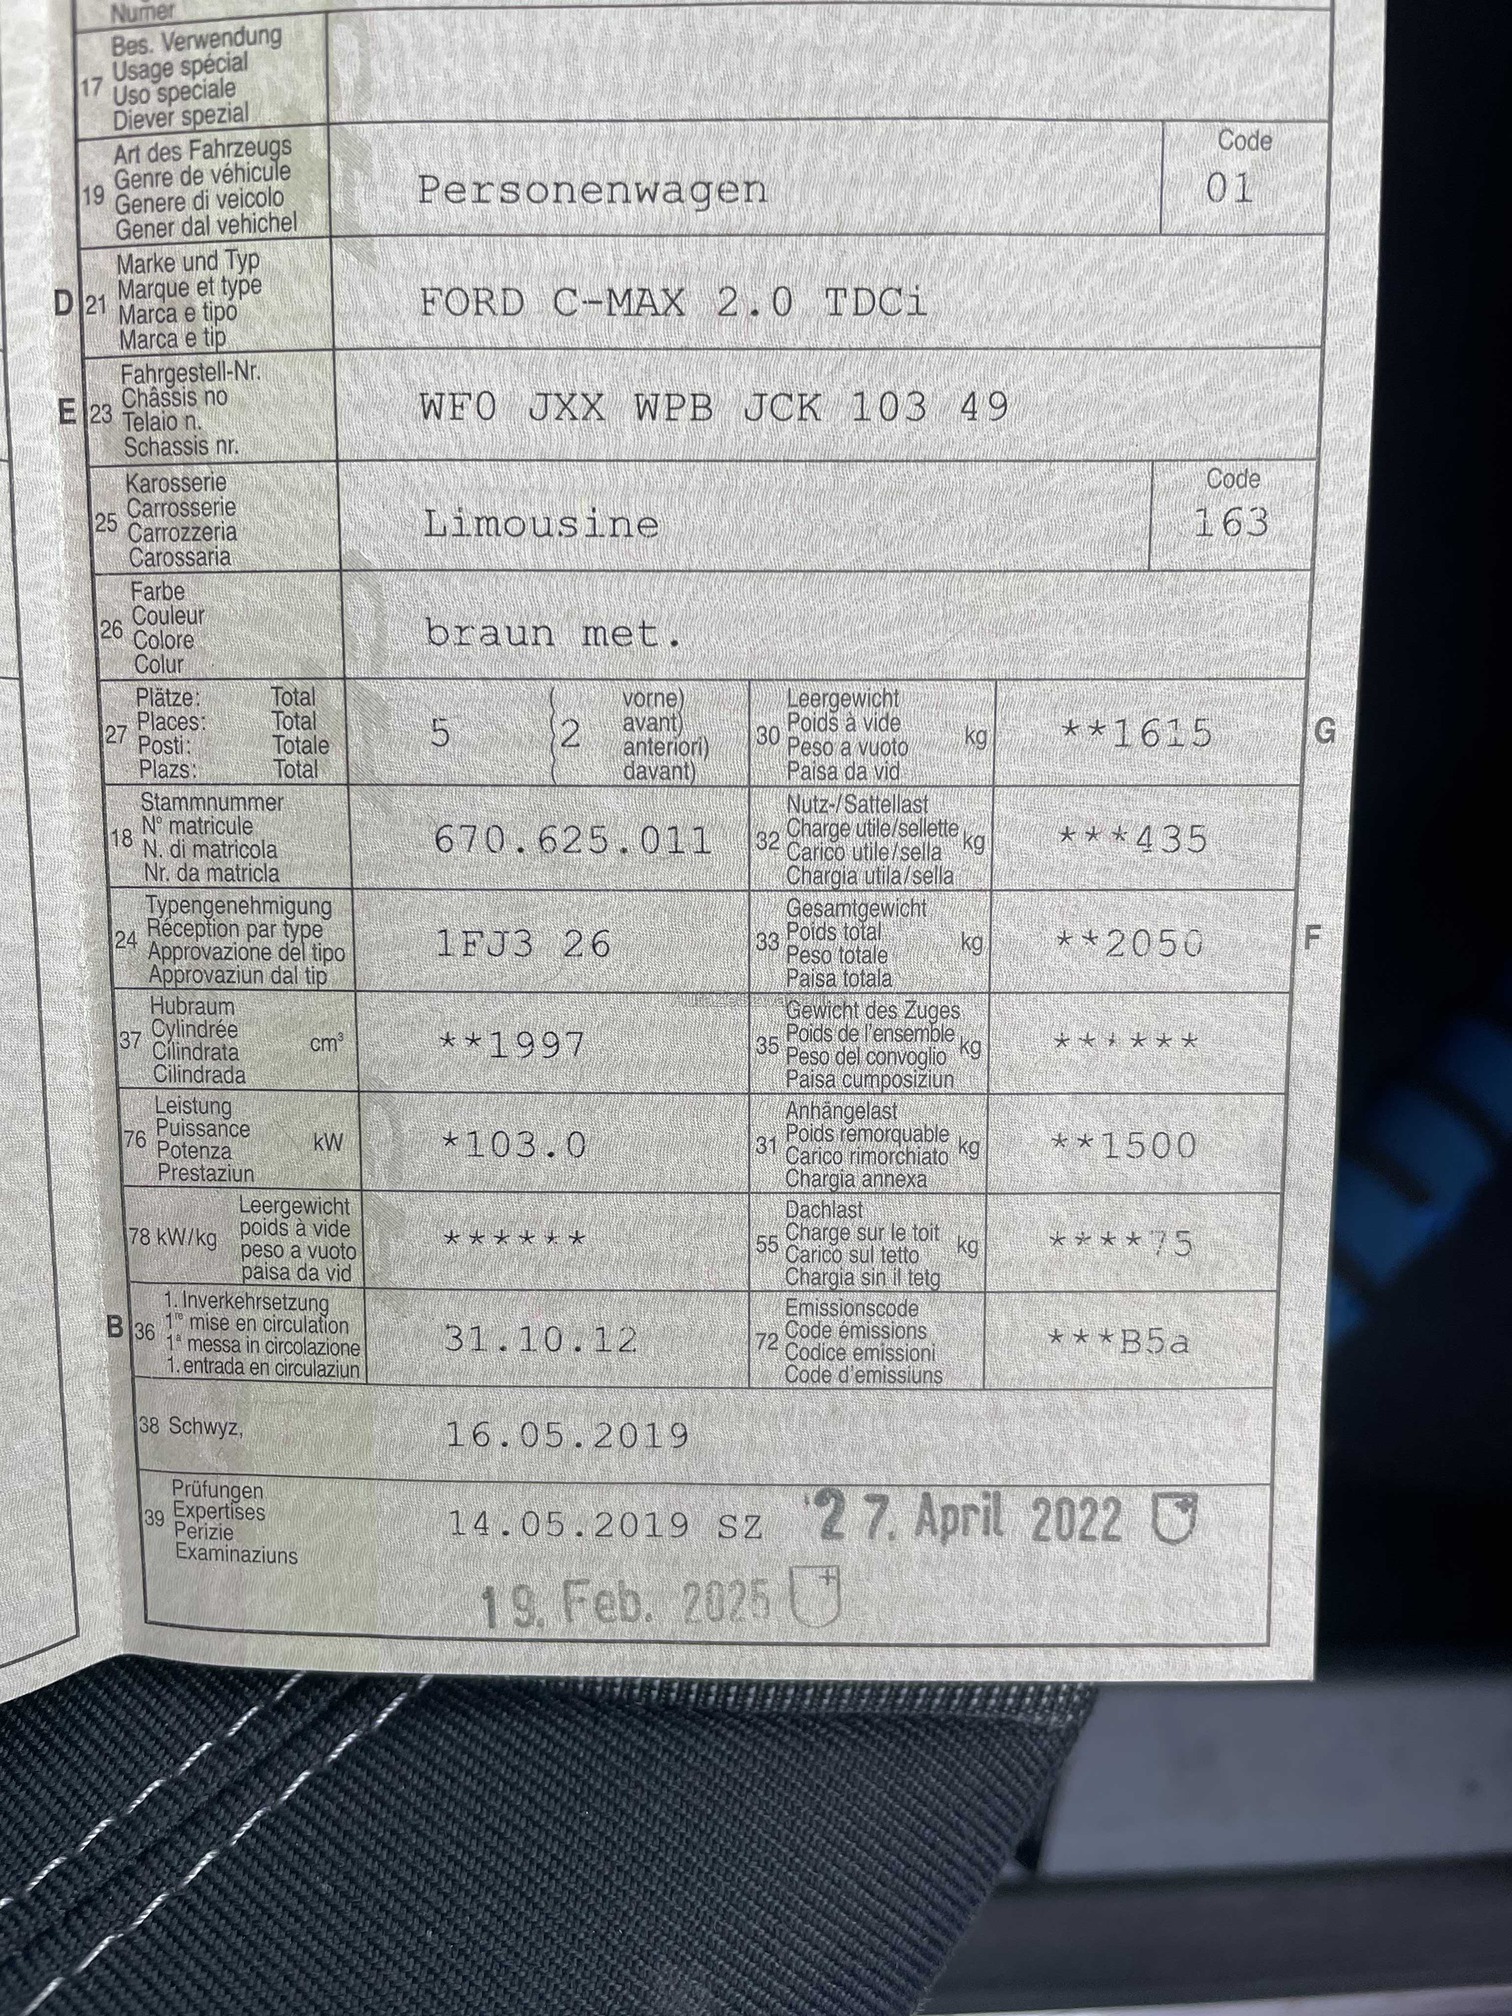 Numer
17 Bes. Verwendung
Usage spécial
Uso speciale
Diever spezial
19 Art des Fahrzeugs
Genre de véhicule
Genere di veicolo
Gener dal vehichel
Personenwagen
Code
01
D 21 Marke und Typ
Marque et type
Marca e tipo
Marca e tip
FORD C-MAX 2.0 TDCi
E 23 Fahrgestell-Nr.
Châssis no
Telaio n.
Schassis nr.
WF0 JXX WPB JCK 103 49
25 Karosserie
Carrosserie
Carrozzeria
Carossaria
Limousine
Code
163
26 Farbe
Couleur
Colore
Colur
braun met.
27 Plätze: Total
Places: Total
Posti: Totale
Plazs: Total
5 (2 vorne)
avant)
anteriori)
davant)
30 Leergewicht
Poids à vide
Peso a vuoto
Paisa da vid
kg **1615 G
18 Stammnummer
N° matricule
N. di matricola
Nr. da matricla
670.625.011
32 Nutz-/Sattellast
Charge utile/sellette
Carico utile/sella
Chargia utila/sella
kg ***435
24 Typengenehmigung
Réception par type
Approvazione del tipo
Approvaziun dal tip
1FJ3 26
33 Gesamtgewicht
Poids total
Peso totale
Paisa totala
kg **2050 F
37 Hubraum
Cylindrée
Cilindrata
Cilindrada
cm³ **1997
35 Gewicht des Zuges
Poids de l'ensemble
Peso del convoglio
Paisa cumposiziun
kg ******
76 Leistung
Puissance
Potenza
Prestaziun
kW *103.0
31 Anhängelast
Poids remorquable
Carico rimorchiato
Chargia annexa
kg **1500
78 kW/kg Leergewicht
poids à vide
peso a vuoto
paisa da vid
******
55 Dachlast
Charge sur le toit
Carico sul tetto
Chargia sin il tetg
kg ****75
B 36 1. Inverkehrsetzung
1re mise en circulation
1a messa in circolazione
1. entrada en circulaziun
31.10.12
72 Emissionscode
Code émissions
Codice emissioni
Code d'emissiuns
***B5a
38 Schwyz,
16.05.2019
39 Prüfungen
Expertises
Perizie
Examinaziuns
14.05.2019 SZ 27. April 2022
19. Feb. 2025